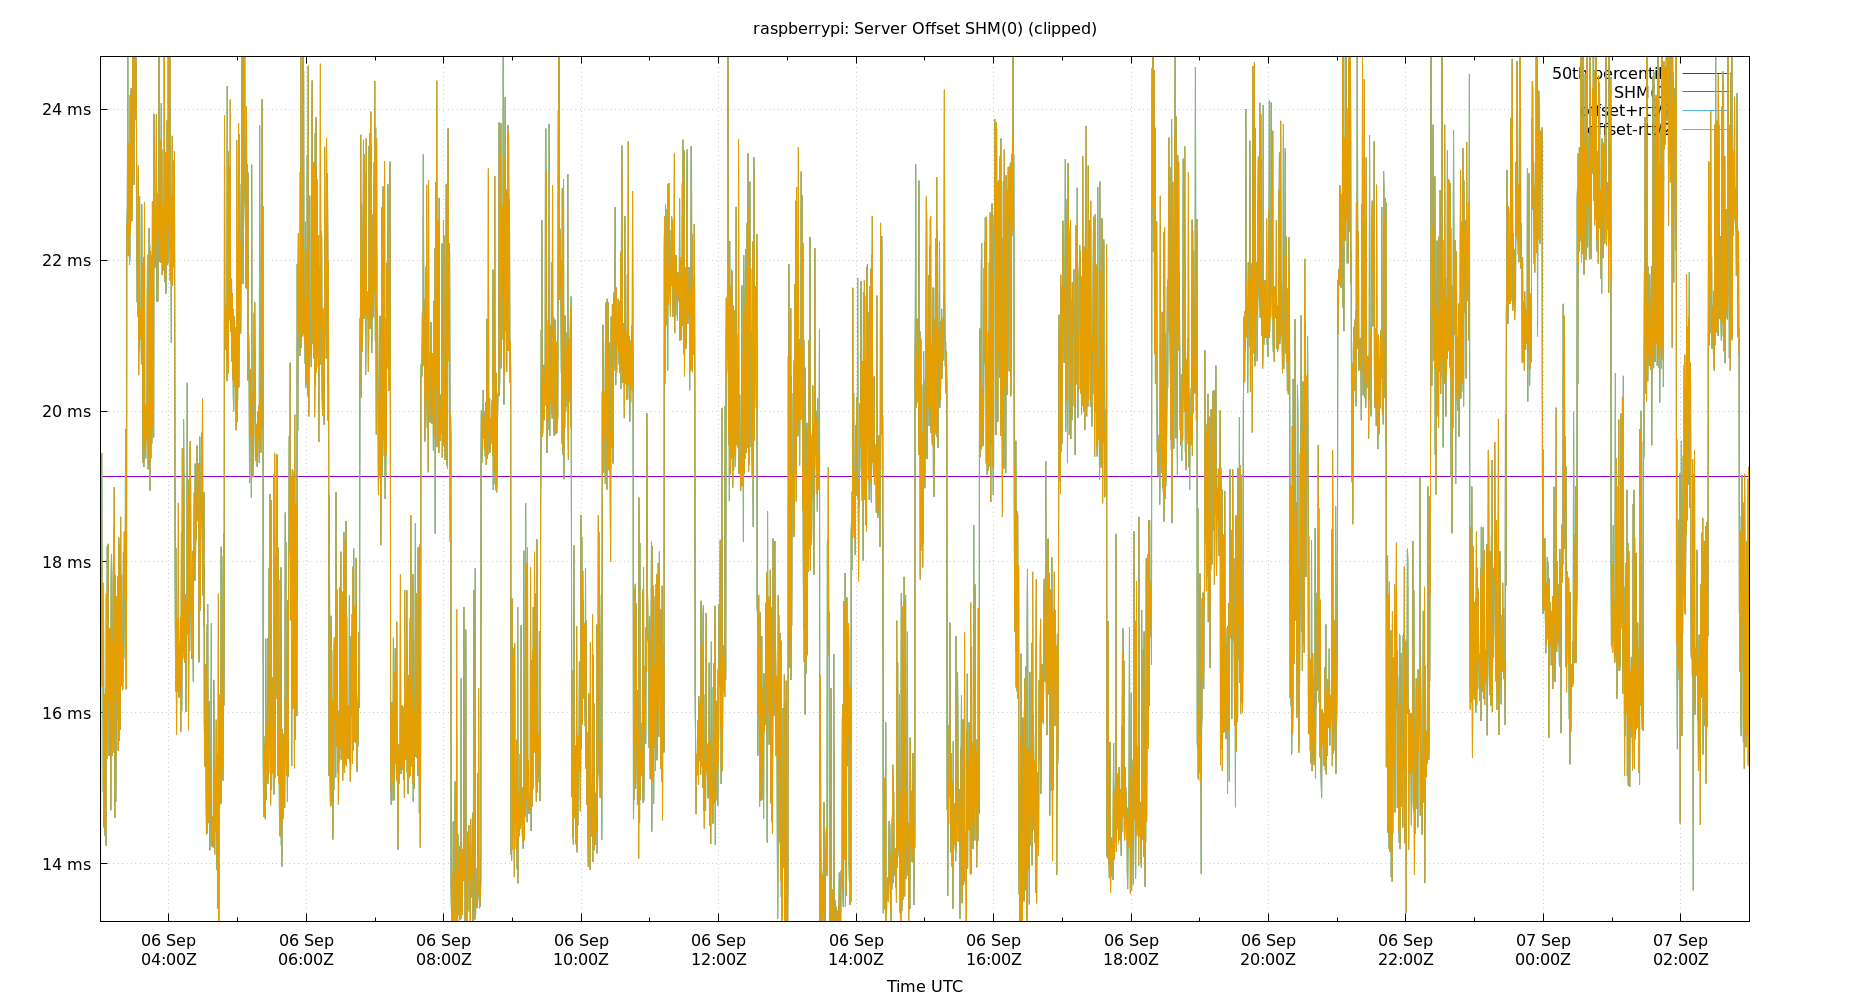 raspberrypi: Server Offset SHM(0) (clipped)
50th percentile
SHM(0)
offset+rtt/2
offset-rtt/2
24 ms
22 ms
20 ms
18 ms
16 ms
14 ms
06 Sep 06 Sep 06 Sep 06 Sep 06 Sep 06 Sep 06 Sep 06 Sep 06 Sep 06 Sep 07 Sep 07 Sep
04:00Z 06:00Z 08:00Z 10:00Z 12:00Z 14:00Z 16:00Z 18:00Z 20:00Z 22:00Z 00:00Z 02:00Z
Time UTC